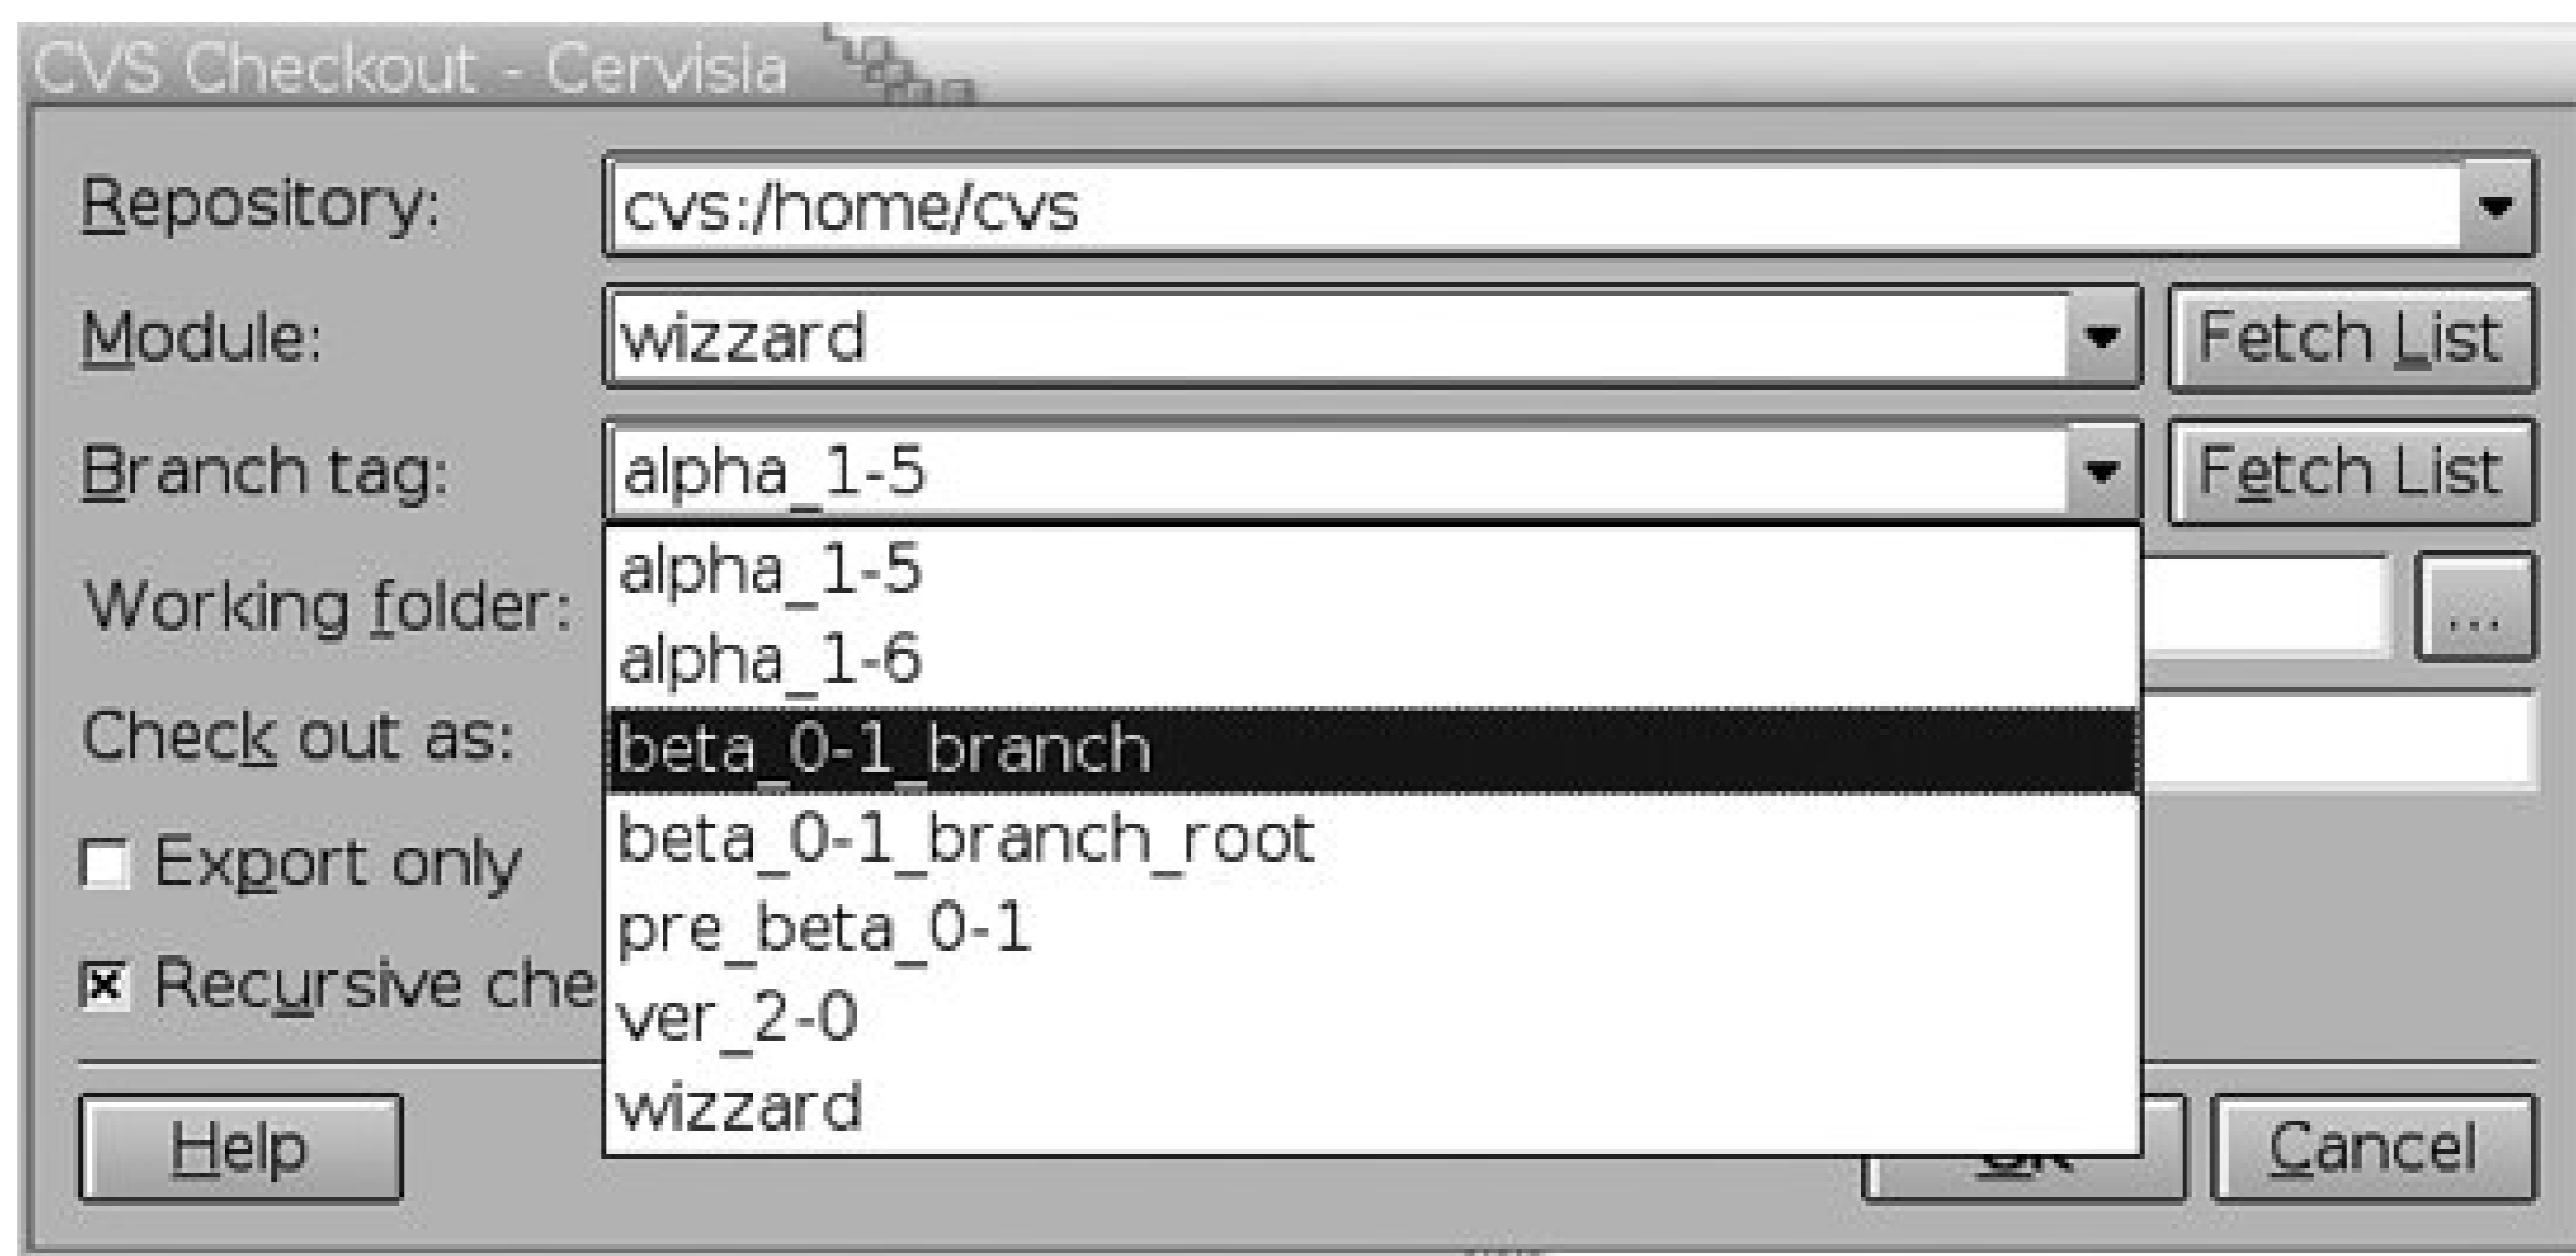 CVS Checkout - Cervisia
Repository: cvs:/home/cvs
Module: wizzard Fetch List
Branch tag: alpha_1-5 Fetch List
alpha_1-5
Working folder: ...
alpha_1-6
Check out as: beta_0-1_branch
beta_0-1_branch_root
Export only
pre_beta_0-1
Recursive che
ver_2-0
wizzard
Help OK Cancel